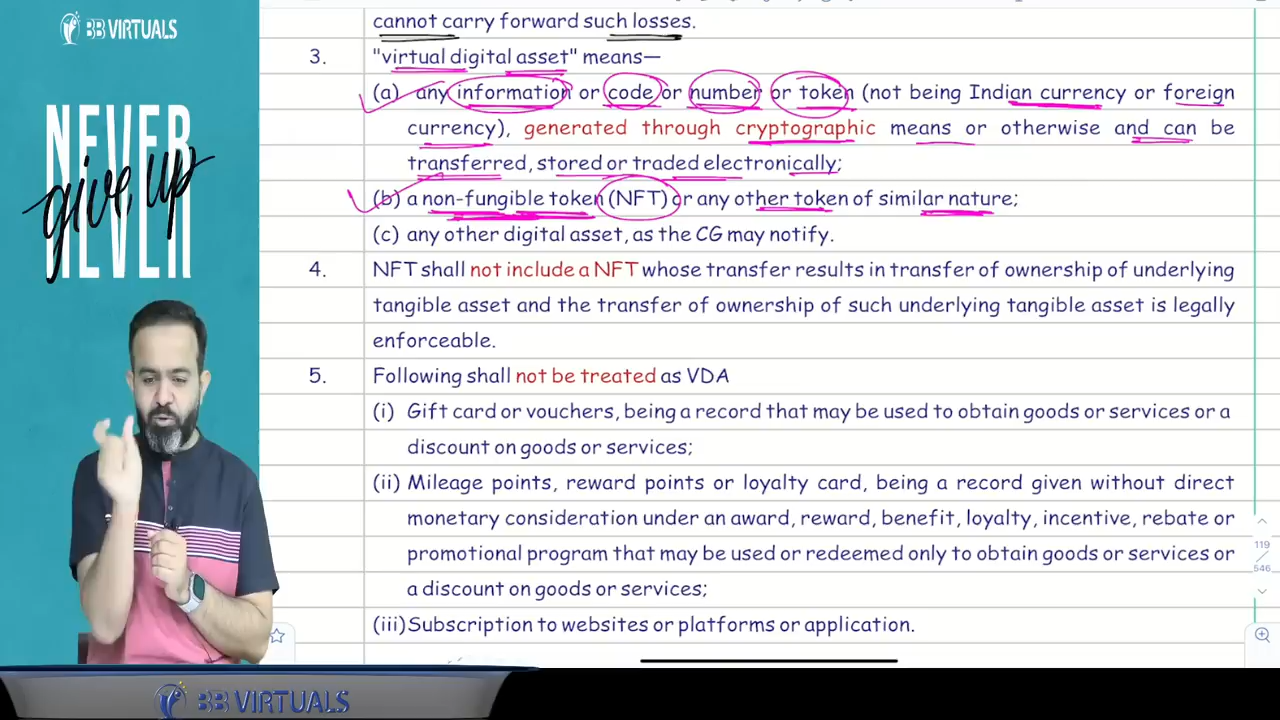 BB VIRTUALS
NEVER
give up
NEVER
cannot carry forward such losses.
3. "virtual digital asset" means—
(a) any information or code or number or token (not being Indian currency or foreign
currency), generated through cryptographic means or otherwise and can be
transferred, stored or traded electronically;
(b) a non-fungible token (NFT) or any other token of similar nature;
(c) any other digital asset, as the CG may notify.
4. NFT shall not include a NFT whose transfer results in transfer of ownership of underlying
tangible asset and the transfer of ownership of such underlying tangible asset is legally
enforceable.
5. Following shall not be treated as VDA
(i) Gift card or vouchers, being a record that may be used to obtain goods or services or a
discount on goods or services;
(ii) Mileage points, reward points or loyalty card, being a record given without direct
monetary consideration under an award, reward, benefit, loyalty, incentive, rebate or
promotional program that may be used or redeemed only to obtain goods or services or
a discount on goods or services;
(iii) Subscription to websites or platforms or application.
119
546
BB VIRTUALS